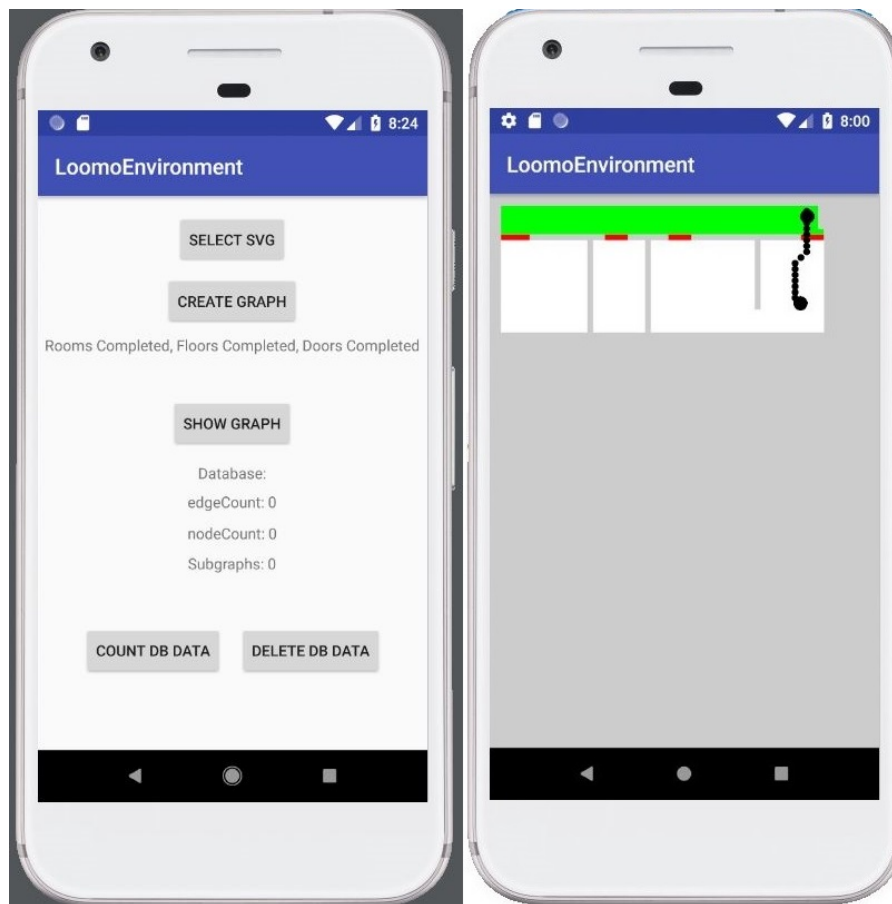 8:24
LoomoEnvironment
SELECT SVG
CREATE GRAPH
Rooms Completed, Floors Completed, Doors Completed
SHOW GRAPH
Database:
edgeCount: 0
nodeCount: 0
Subgraphs: 0
COUNT DB DATA
DELETE DB DATA
8:00
LoomoEnvironment